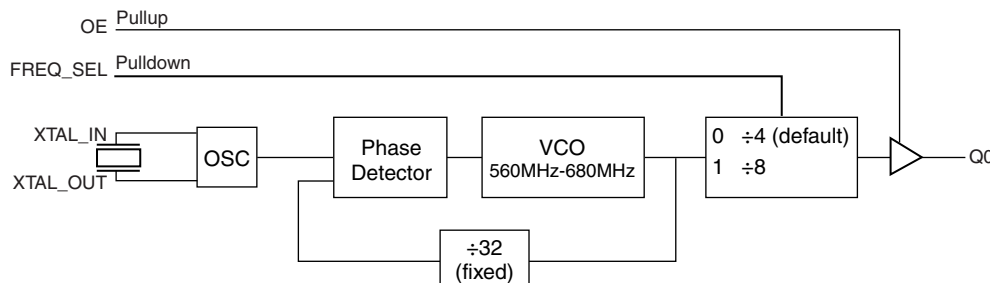 OE Pullup
FREQ_SEL Pulldown
XTAL_IN
XTAL_OUT
OSC
Phase
Detector
VCO
560MHz-680MHz
0 ÷4 (default)
1 ÷8
Q0
÷32
(fixed)